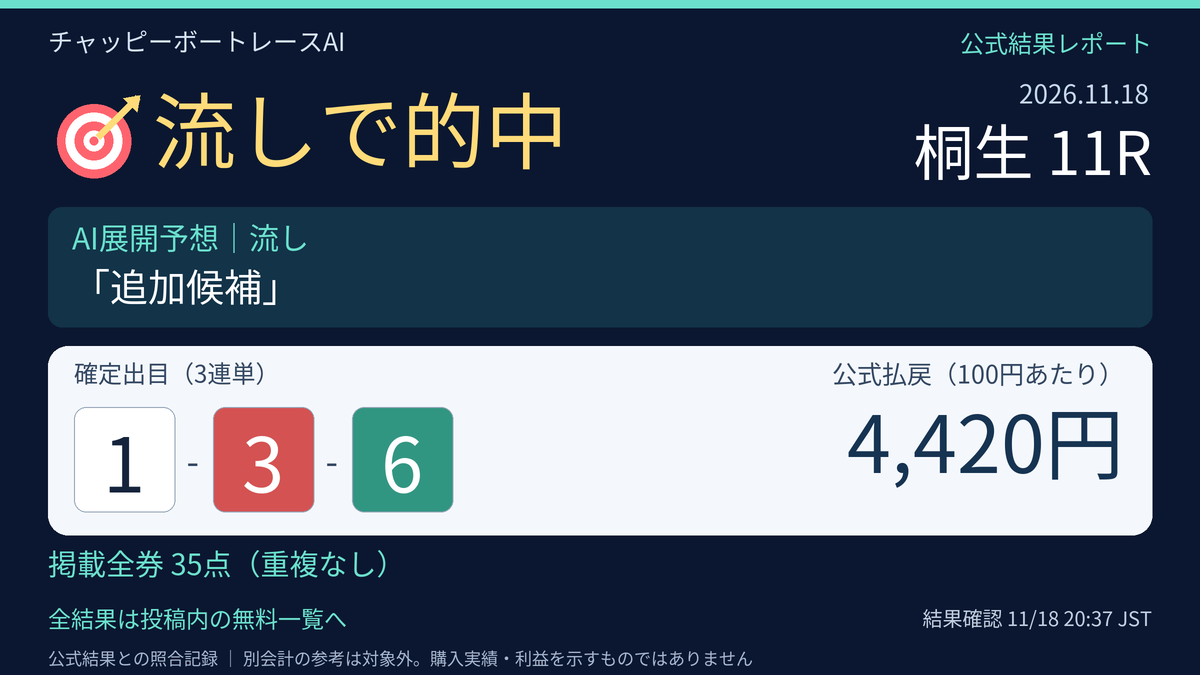 チャッピーボートレースAI
公式結果レポート
2026.11.18
流しで的中
桐生 11R
AI展開予想｜流し
「追加候補」
確定出目（3連単）
公式払戻（100円あたり）
1 - 3 - 6
4,420円
掲載全券 35点（重複なし）
全結果は投稿内の無料一覧へ
結果確認 11/18 20:37 JST
公式結果との照合記録｜別会計の参考は対象外。購入実績・利益を示すものではありません